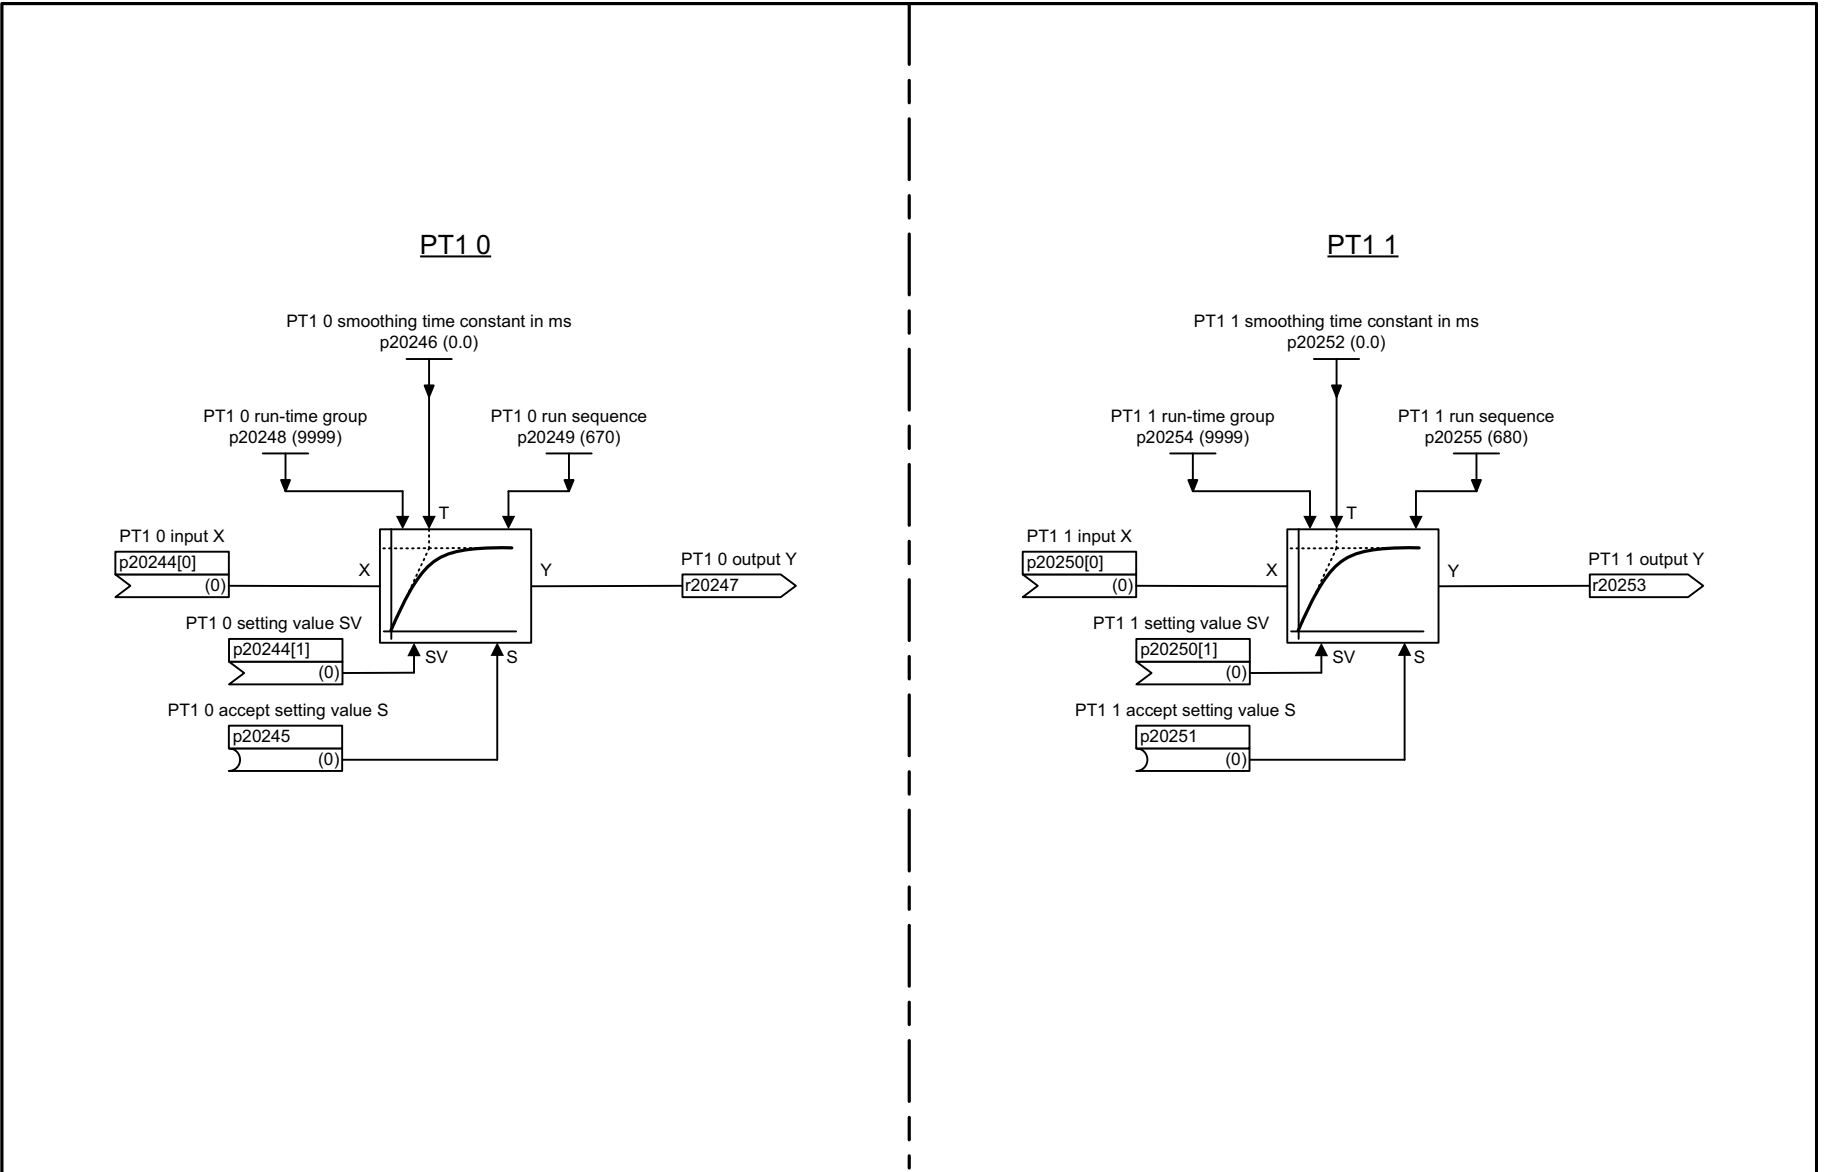 PT1 0
PT1 0 smoothing time constant in ms
p20246 (0.0)
PT1 0 run-time group
p20248 (9999)
PT1 0 run sequence
p20249 (670)
T
PT1 0 input X
p20244[0]
(0)
X
Y
PT1 0 output Y
r20247
PT1 0 setting value SV
p20244[1]
(0)
SV
S
PT1 0 accept setting value S
p20245
(0)
PT1 1
PT1 1 smoothing time constant in ms
p20252 (0.0)
PT1 1 run-time group
p20254 (9999)
PT1 1 run sequence
p20255 (680)
T
PT1 1 input X
p20250[0]
(0)
X
Y
PT1 1 output Y
r20253
PT1 1 setting value SV
p20250[1]
(0)
SV
S
PT1 1 accept setting value S
p20251
(0)